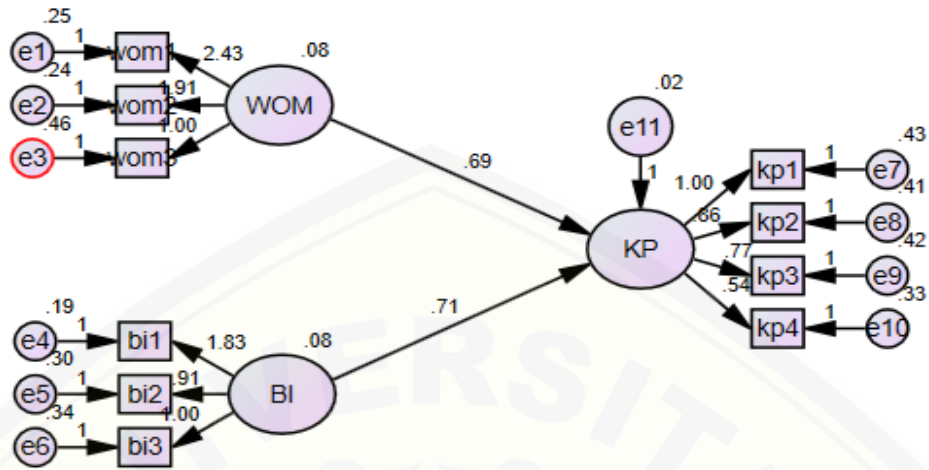 .25
e1 1 wom1 2.43
.24
e2 1 wom2 1.91
.46
e3 1 wom3 1.00
.08
WOM
.69
.02
e11
1
KP
1.00 kp1 1 e7 .43
.66 kp2 1 e8 .41
.77 kp3 1 e9 .42
.54 kp4 1 e10 .33
.71
.19
e4 1 bi1 1.83
.30
e5 1 bi2 .91
.34
e6 1 bi3 1.00
.08
BI
VERSIT